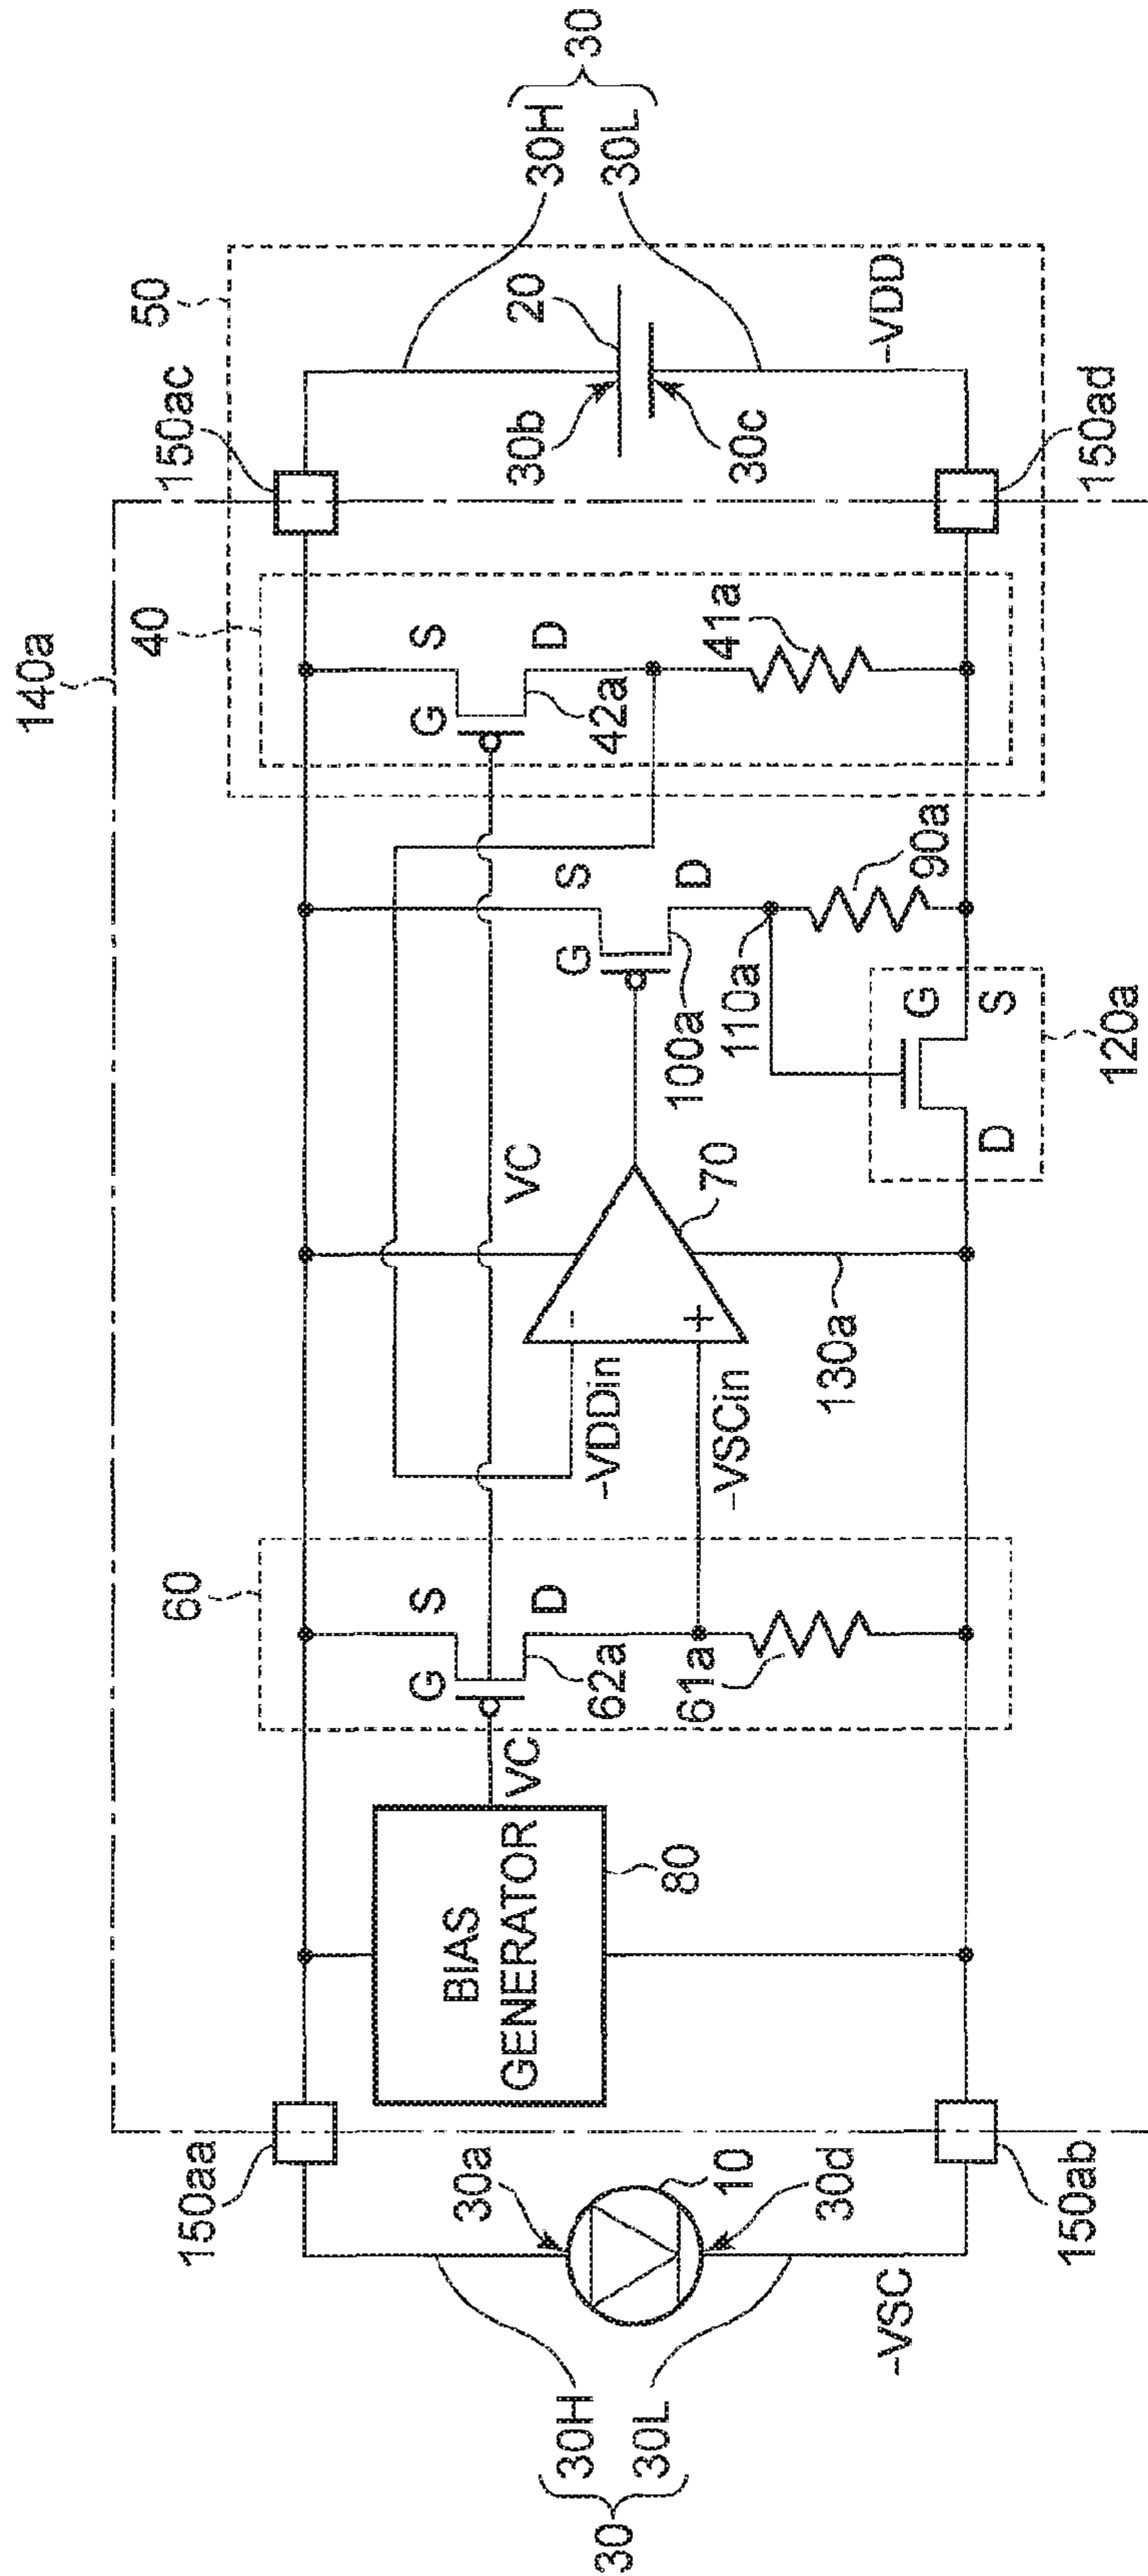 140a
150aa
150ac
50
60
40
30
30H
30L
30a
10
30d
-VSC
150ab
BIAS
GENERATOR
80
VC
G
S
D
62a
61a
-VDDin
-VSCin
-
+
70
130a
VC
G
S
D
100a
110a
90a
G
S
D
120a
G
S
D
42a
41a
30b
20
30c
-VDD
150ad
30H
30L
30